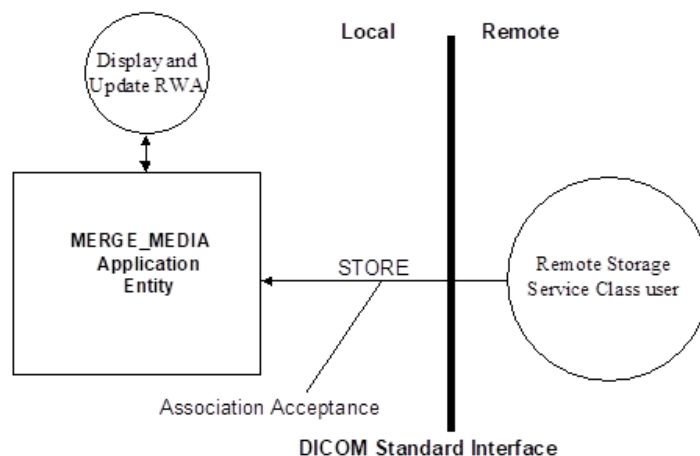 Local
Remote
Display and
Update RWA
MERGE_MEDIA
Application
Entity
STORE
Remote Storage
Service Class user
Association Acceptance
DICOM Standard Interface